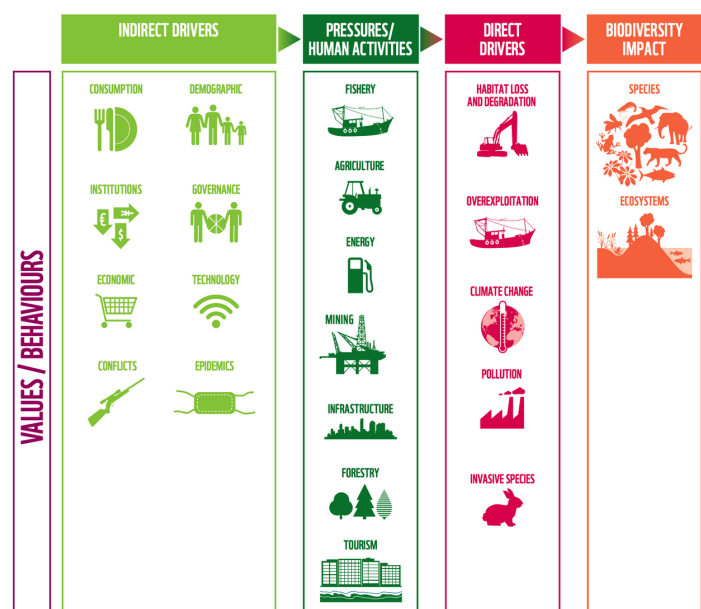 INDIRECT DRIVERS
PRESSURES/
HUMAN ACTIVITIES
DIRECT
DRIVERS
BIODIVERSITY
IMPACT
VALUES / BEHAVIOURS
CONSUMPTION
DEMOGRAPHIC
INSTITUTIONS
GOVERNANCE
€
$
ECONOMIC
TECHNOLOGY
CONFLICTS
EPIDEMICS
FISHERY
AGRICULTURE
ENERGY
MINING
INFRASTRUCTURE
FORESTRY
TOURISM
HABITAT LOSS
AND DEGRADATION
OVEREXPLOITATION
CLIMATE CHANGE
POLLUTION
INVASIVE SPECIES
SPECIES
ECOSYSTEMS